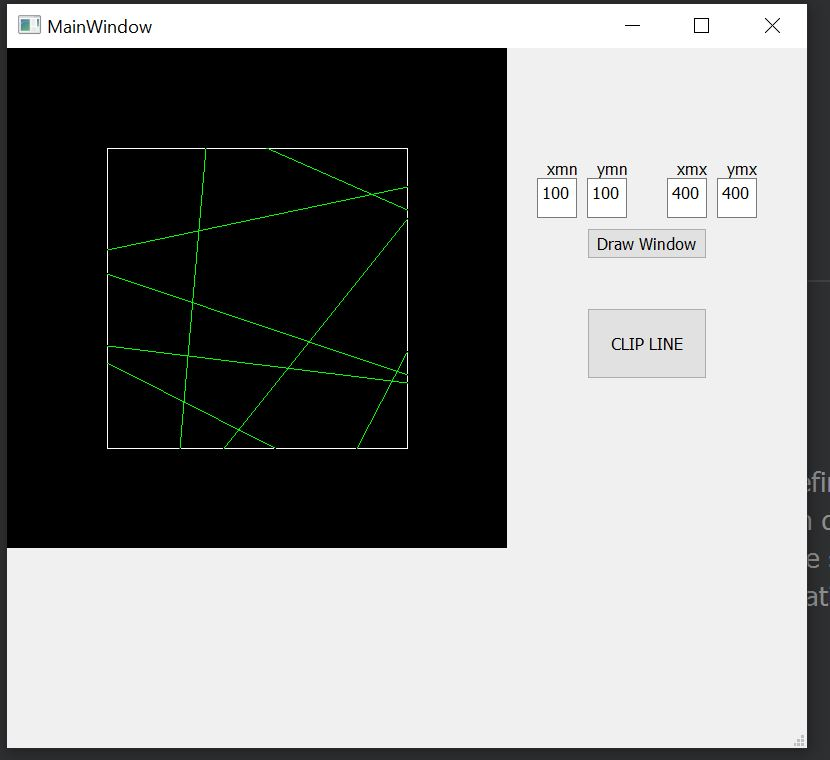 MainWindow
xmn ymn xmx ymx
100 100 400 400
Draw Window
CLIP LINE